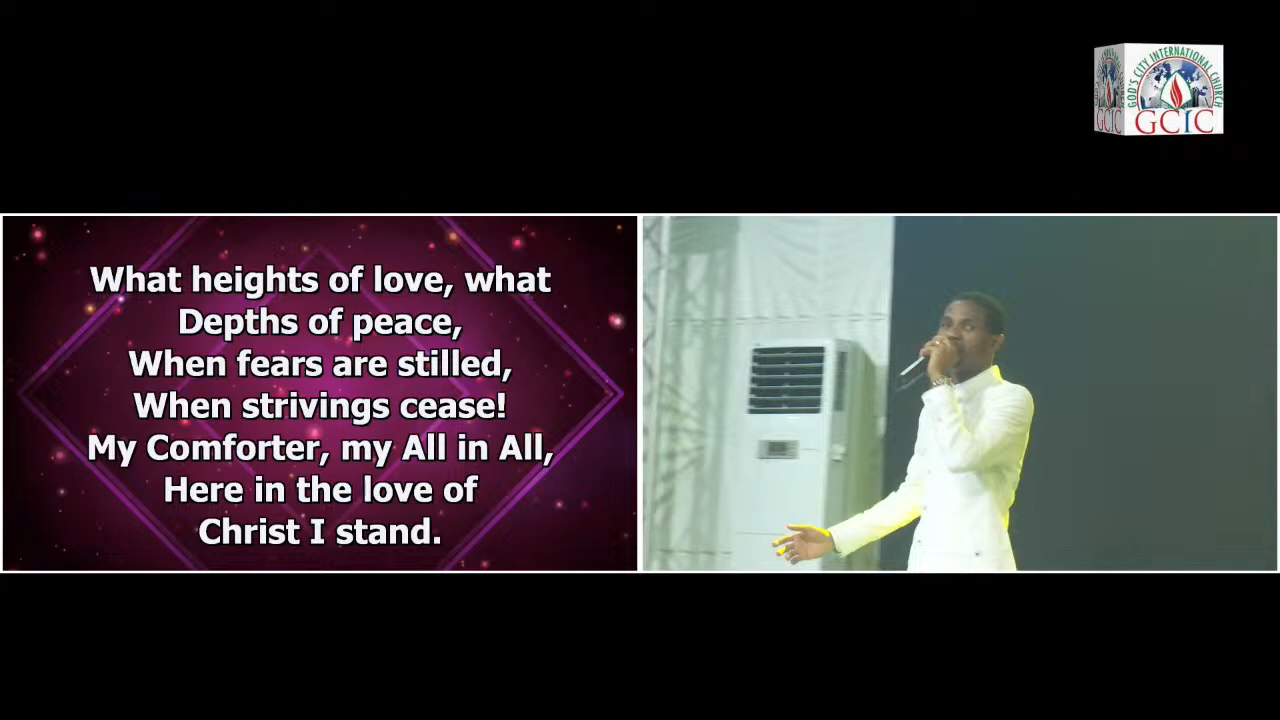 GOD'S CITY INTERNATIONAL CHURCH
GCIC
GCIC
What heights of love, what
Depths of peace,
When fears are stilled,
When strivings cease!
My Comforter, my All in All,
Here in the love of
Christ I stand.